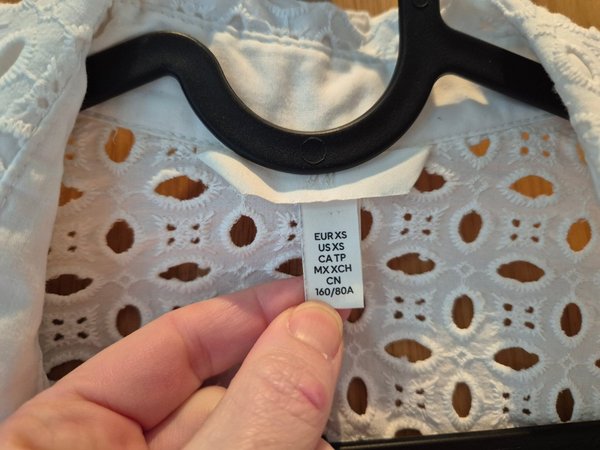 EUR XS
US XS
CA TP
MX XCH
CN
160/80A